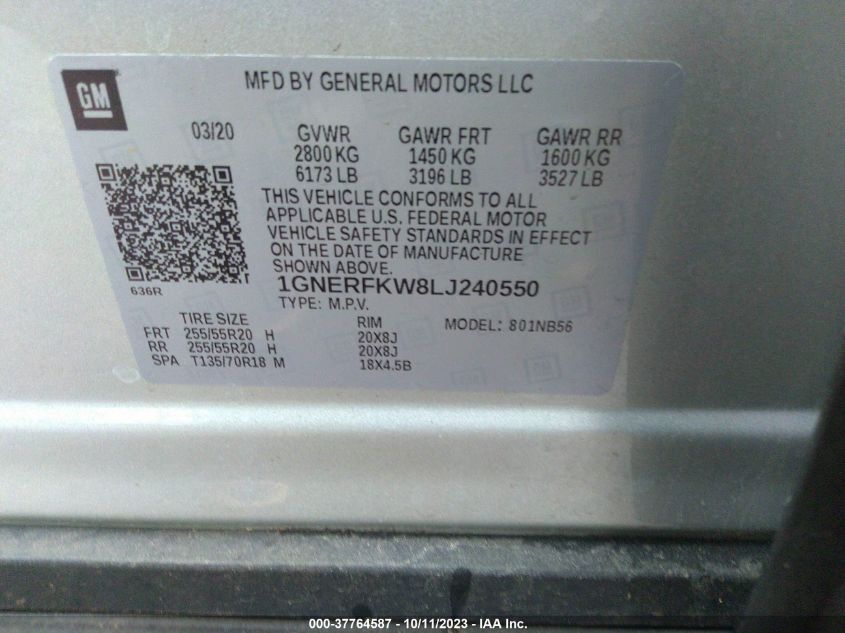 GM
MFD BY GENERAL MOTORS LLC
03/20 GVWR GAWR FRT GAWR RR
2800 KG 1450 KG 1600 KG
6173 LB 3196 LB 3527 LB
THIS VEHICLE CONFORMS TO ALL
APPLICABLE U.S. FEDERAL MOTOR
VEHICLE SAFETY STANDARDS IN EFFECT
ON THE DATE OF MANUFACTURE
SHOWN ABOVE.
636R
1GNERFKW8LJ240550
TYPE: M.P.V.
TIRE SIZE RIM MODEL: 801NB56
FRT 255/55R20 H 20X8J
RR 255/55R20 H 20X8J
SPA T135/70R18 M 18X4.5B
000-37764587 - 10/11/2023 - IAA Inc.